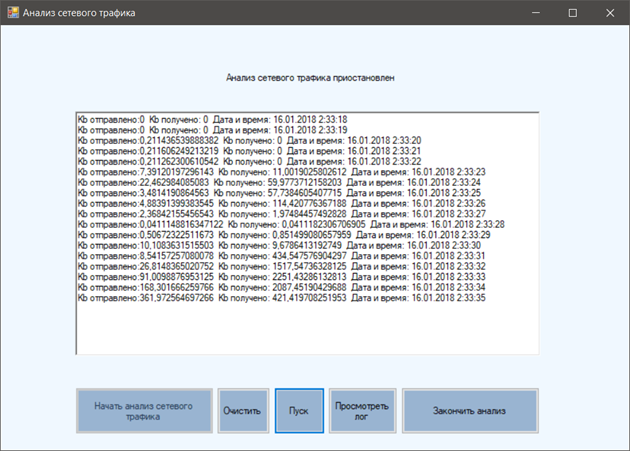 Анализ сетевого трафика
Анализ сетевого трафика приостановлен
Kb отправлено:0 Kb получено: 0 Дата и время: 16.01.2018 2:33:18
Kb отправлено:0 Kb получено: 0 Дата и время: 16.01.2018 2:33:19
Kb отправлено:0,211436539888382 Kb получено: 0 Дата и время: 16.01.2018 2:33:20
Kb отправлено:0,211606249213219 Kb получено: 0 Дата и время: 16.01.2018 2:33:21
Kb отправлено:0,211262300610542 Kb получено: 0 Дата и время: 16.01.2018 2:33:22
Kb отправлено:7,39120197296143 Kb получено: 11,0019025802612 Дата и время: 16.01.2018 2:33:23
Kb отправлено:22,462984085083 Kb получено: 59,9773712158203 Дата и время: 16.01.2018 2:33:24
Kb отправлено:3,4814190864563 Kb получено: 57,7384605407715 Дата и время: 16.01.2018 2:33:25
Kb отправлено:4,88391399383545 Kb получено: 114,420776367188 Дата и время: 16.01.2018 2:33:26
Kb отправлено:2,36842155456543 Kb получено: 1,97484457492828 Дата и время: 16.01.2018 2:33:27
Kb отправлено:0,0411148816347122 Kb получено: 0,0411182306706905 Дата и время: 16.01.2018 2:33:28
Kb отправлено:0,50672322511673 Kb получено: 0,851499080657959 Дата и время: 16.01.2018 2:33:29
Kb отправлено:10,1083631515503 Kb получено: 9,6786413192749 Дата и время: 16.01.2018 2:33:30
Kb отправлено:8,54157257080078 Kb получено: 434,547576904297 Дата и время: 16.01.2018 2:33:31
Kb отправлено:26,8148365020752 Kb получено: 1517,54736328125 Дата и время: 16.01.2018 2:33:32
Kb отправлено:91,0098876953125 Kb получено: 2251,43286132813 Дата и время: 16.01.2018 2:33:33
Kb отправлено:168,301666259766 Kb получено: 2087,45190429688 Дата и время: 16.01.2018 2:33:34
Kb отправлено:361,972564697266 Kb получено: 421,419708251953 Дата и время: 16.01.2018 2:33:35
Начать анализ сетевого
трафика
Очистить
Пуск
Просмотреть
лог
Закончить анализ